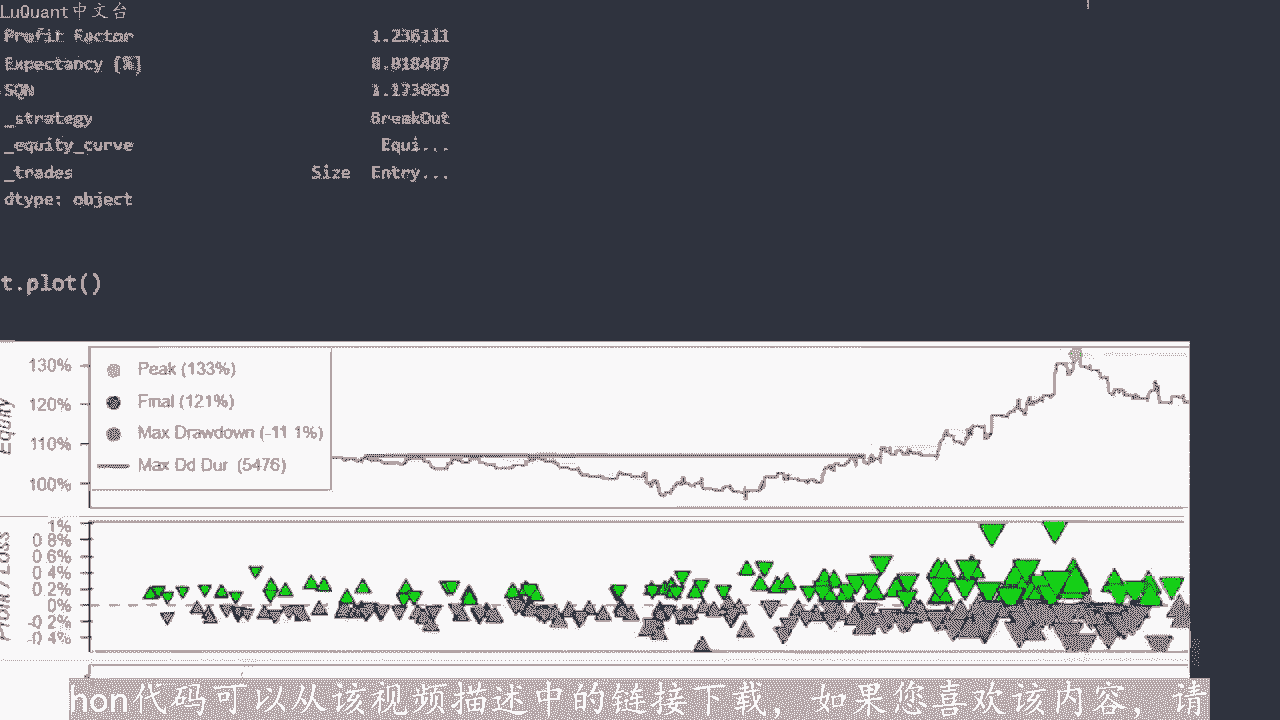 LuQuant中文台
Profit Factor 1.236111
Expectancy [%] 0.018487
SQN 1.173859
_strategy BreakOut
_equity_curve Equi...
_trades Size Entry...
dtype: object
t.plot()
130%
120%
110%
100%
Equity
Peak (133%)
Final (121%)
Max Drawdown (-11 1%)
Max Dd Dur (5476)
1%
0 8%
0 6%
0 4%
0.2%
0%
-0 2%
-0 4%
Profit / Loss
hon代码可以从该视频描述中的链接下载，如果您喜欢该内容，请